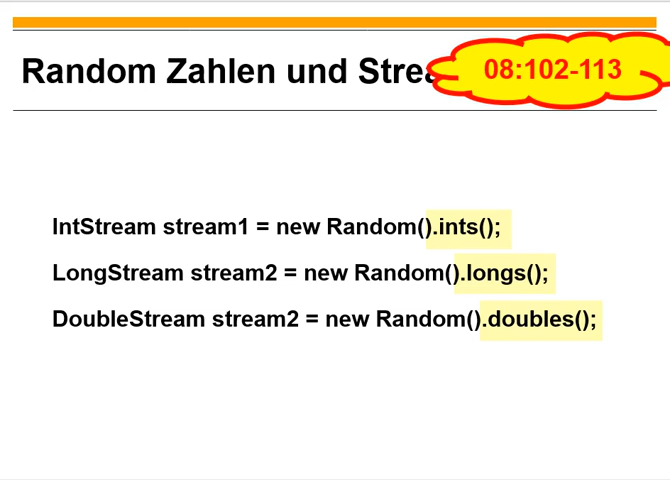 Random Zahlen und
08:102-113
IntStream stream1 = new Random().ints();
LongStream stream2 = new Random().longs();
DoubleStream stream2 = new Random().doubles();